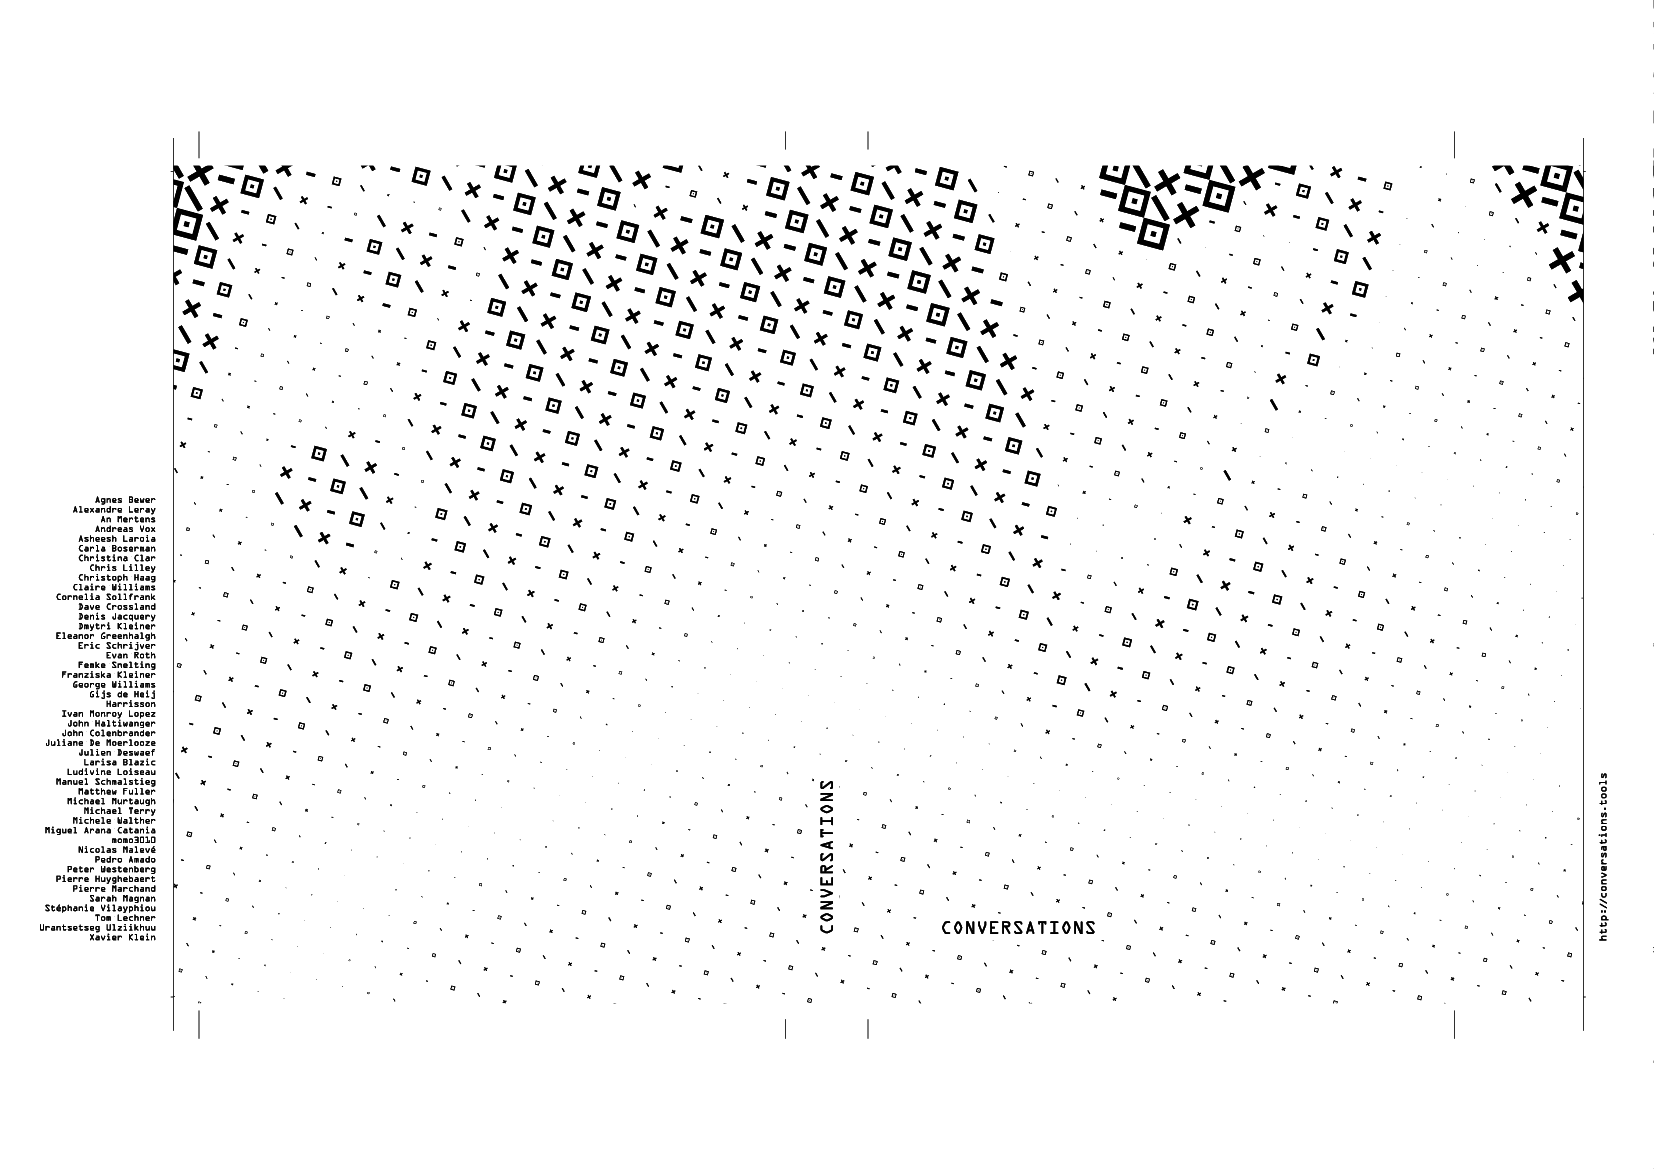 Agnes Bewer
Alexandre Leray
An Mertens
Andreas Vox
Asheesh Laroia
Carla Boserman
Christina Clar
Chris Lilley
Christoph Haag
Claire Williams
Cornelia Sollfrank
Dave Crossland
Denis Jacquery
Dmytri Kleiner
Eleanor Greenhalgh
Eric Schrijver
Evan Roth
Femke Snelting
Franziska Kleiner
George Williams
Gijs de Heij
Harrisson
Ivan Monroy Lopez
John Haltiwanger
John Colenbrander
Juliane De Moerlooze
Julien Deswaef
Larisa Blazic
Ludivine Loiseau
Manuel Schmalstieg
Matthew Fuller
Michael Murtaugh
Michael Terry
Michele Walther
Miguel Arana Catania
momo3010
Nicolas Malevé
Pedro Amado
Peter Westenberg
Pierre Huyghebaert
Pierre Marchand
Sarah Magnan
Stéphanie Vilayphiou
Tom Lechner
Urantsetseg Ulziikhuu
Xavier Klein
CONVERSATIONS
CONVERSATIONS
http://conversations.tools